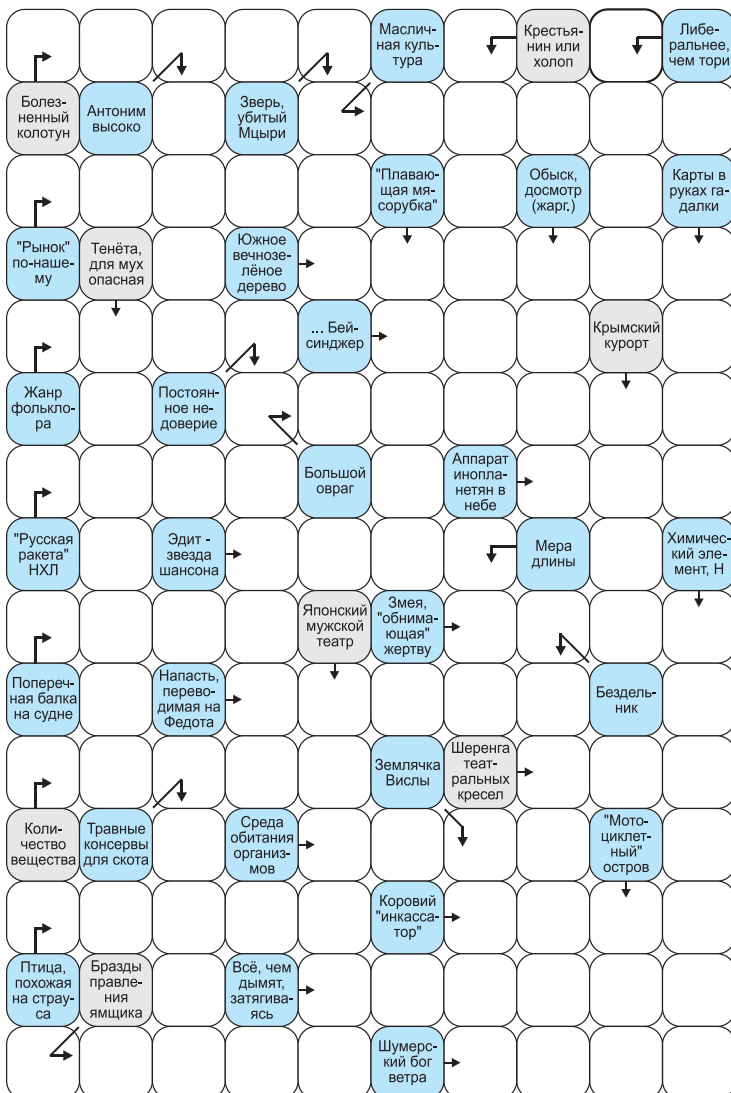 Маслич-
ная куль-
тура
Крестья-
нин или
холоп
Либе-
ральнее,
чем тори
Болез-
ненный
колотун
Антоним
высоко
Зверь,
убитый
Мцыри
"Плаваю-
щая мя-
сорубка"
Обыск,
досмотр
(жарг.)
Карты в
руках га-
далки
"Рынок"
по-наше-
му
Тенёта,
для мух
опасная
Южное
вечнозе-
лёное
дерево
... Бей-
синджер
Крымский
курорт
Жанр
фолькло-
ра
Постоян-
ное не-
доверие
Большой
овраг
Аппарат
инопла-
нетян в
небе
"Русская
ракета"
НХЛ
Эдит -
звезда
шансона
Мера
длины
Химичес-
кий эле-
мент, Н
Японский
мужской
театр
Змея,
"обнима-
ющая"
жертву
Попереч-
ная балка
на судне
Напасть,
перево-
димая на
Федота
Бездель-
ник
Землячка
Вислы
Шеренга
теат-
ральных
кресел
Коли-
чество
вещества
Травные
консервы
для скота
Среда
обитания
организ-
мов
"Мото-
циклет-
ный"
остров
Коровий
"инкасса-
тор"
Птица,
похожая
на страу-
са
Бразды
правле-
ния
ямщика
Всё, чем
дымят,
затягива-
ясь
Шумерс-
кий бог
ветра